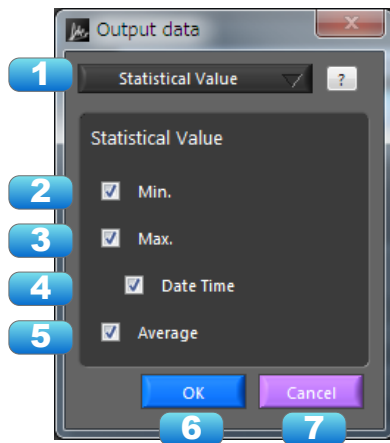 Output data
1
Statistical Value
?
Statistical Value
2
Min.
3
Max.
4
Date Time
5
Average
OK
Cancel
6
7